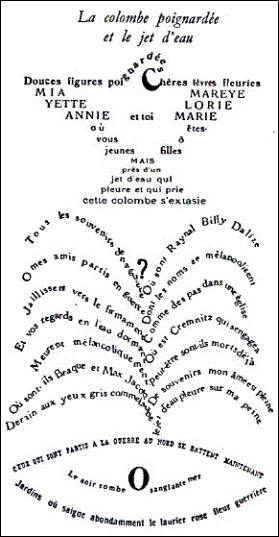 La colombe poignardée
et le jet d'eau
Douces figures poignardées Chères lèvres fleuries
MIA MAREYE
YETTE LORIE
ANNIE et toi MARIE
où êtes-
vous ô
jeunes filles
MAIS
près d'un
jet d'eau qui
pleure et qui prie
cette colombe s'extasie
Tous les souvenirs de naguère
O mes amis partis en guerre
Jaillissent vers le firmament
Et vos regards en l'eau dormant
Meurent mélancoliquement
Où sont-ils Braque et Max Jacob
Derain aux yeux gris comme l'aube
?
Où sont Raynal Billy Dalize
Dont les noms se mélancolisent
Comme des pas dans une église
Où est Cremnitz qui s'engagea
Peut-être sont-ils morts déjà
De souvenirs mon âme est pleine
Le jet d'eau pleure sur ma peine
CEUX QUI SONT PARTIS A LA GUERRE AU NORD SE BATTENT MAINTENANT
Le soir tombe O sanglante mer
Jardins où saigne abondamment le laurier rose fleur guerrière